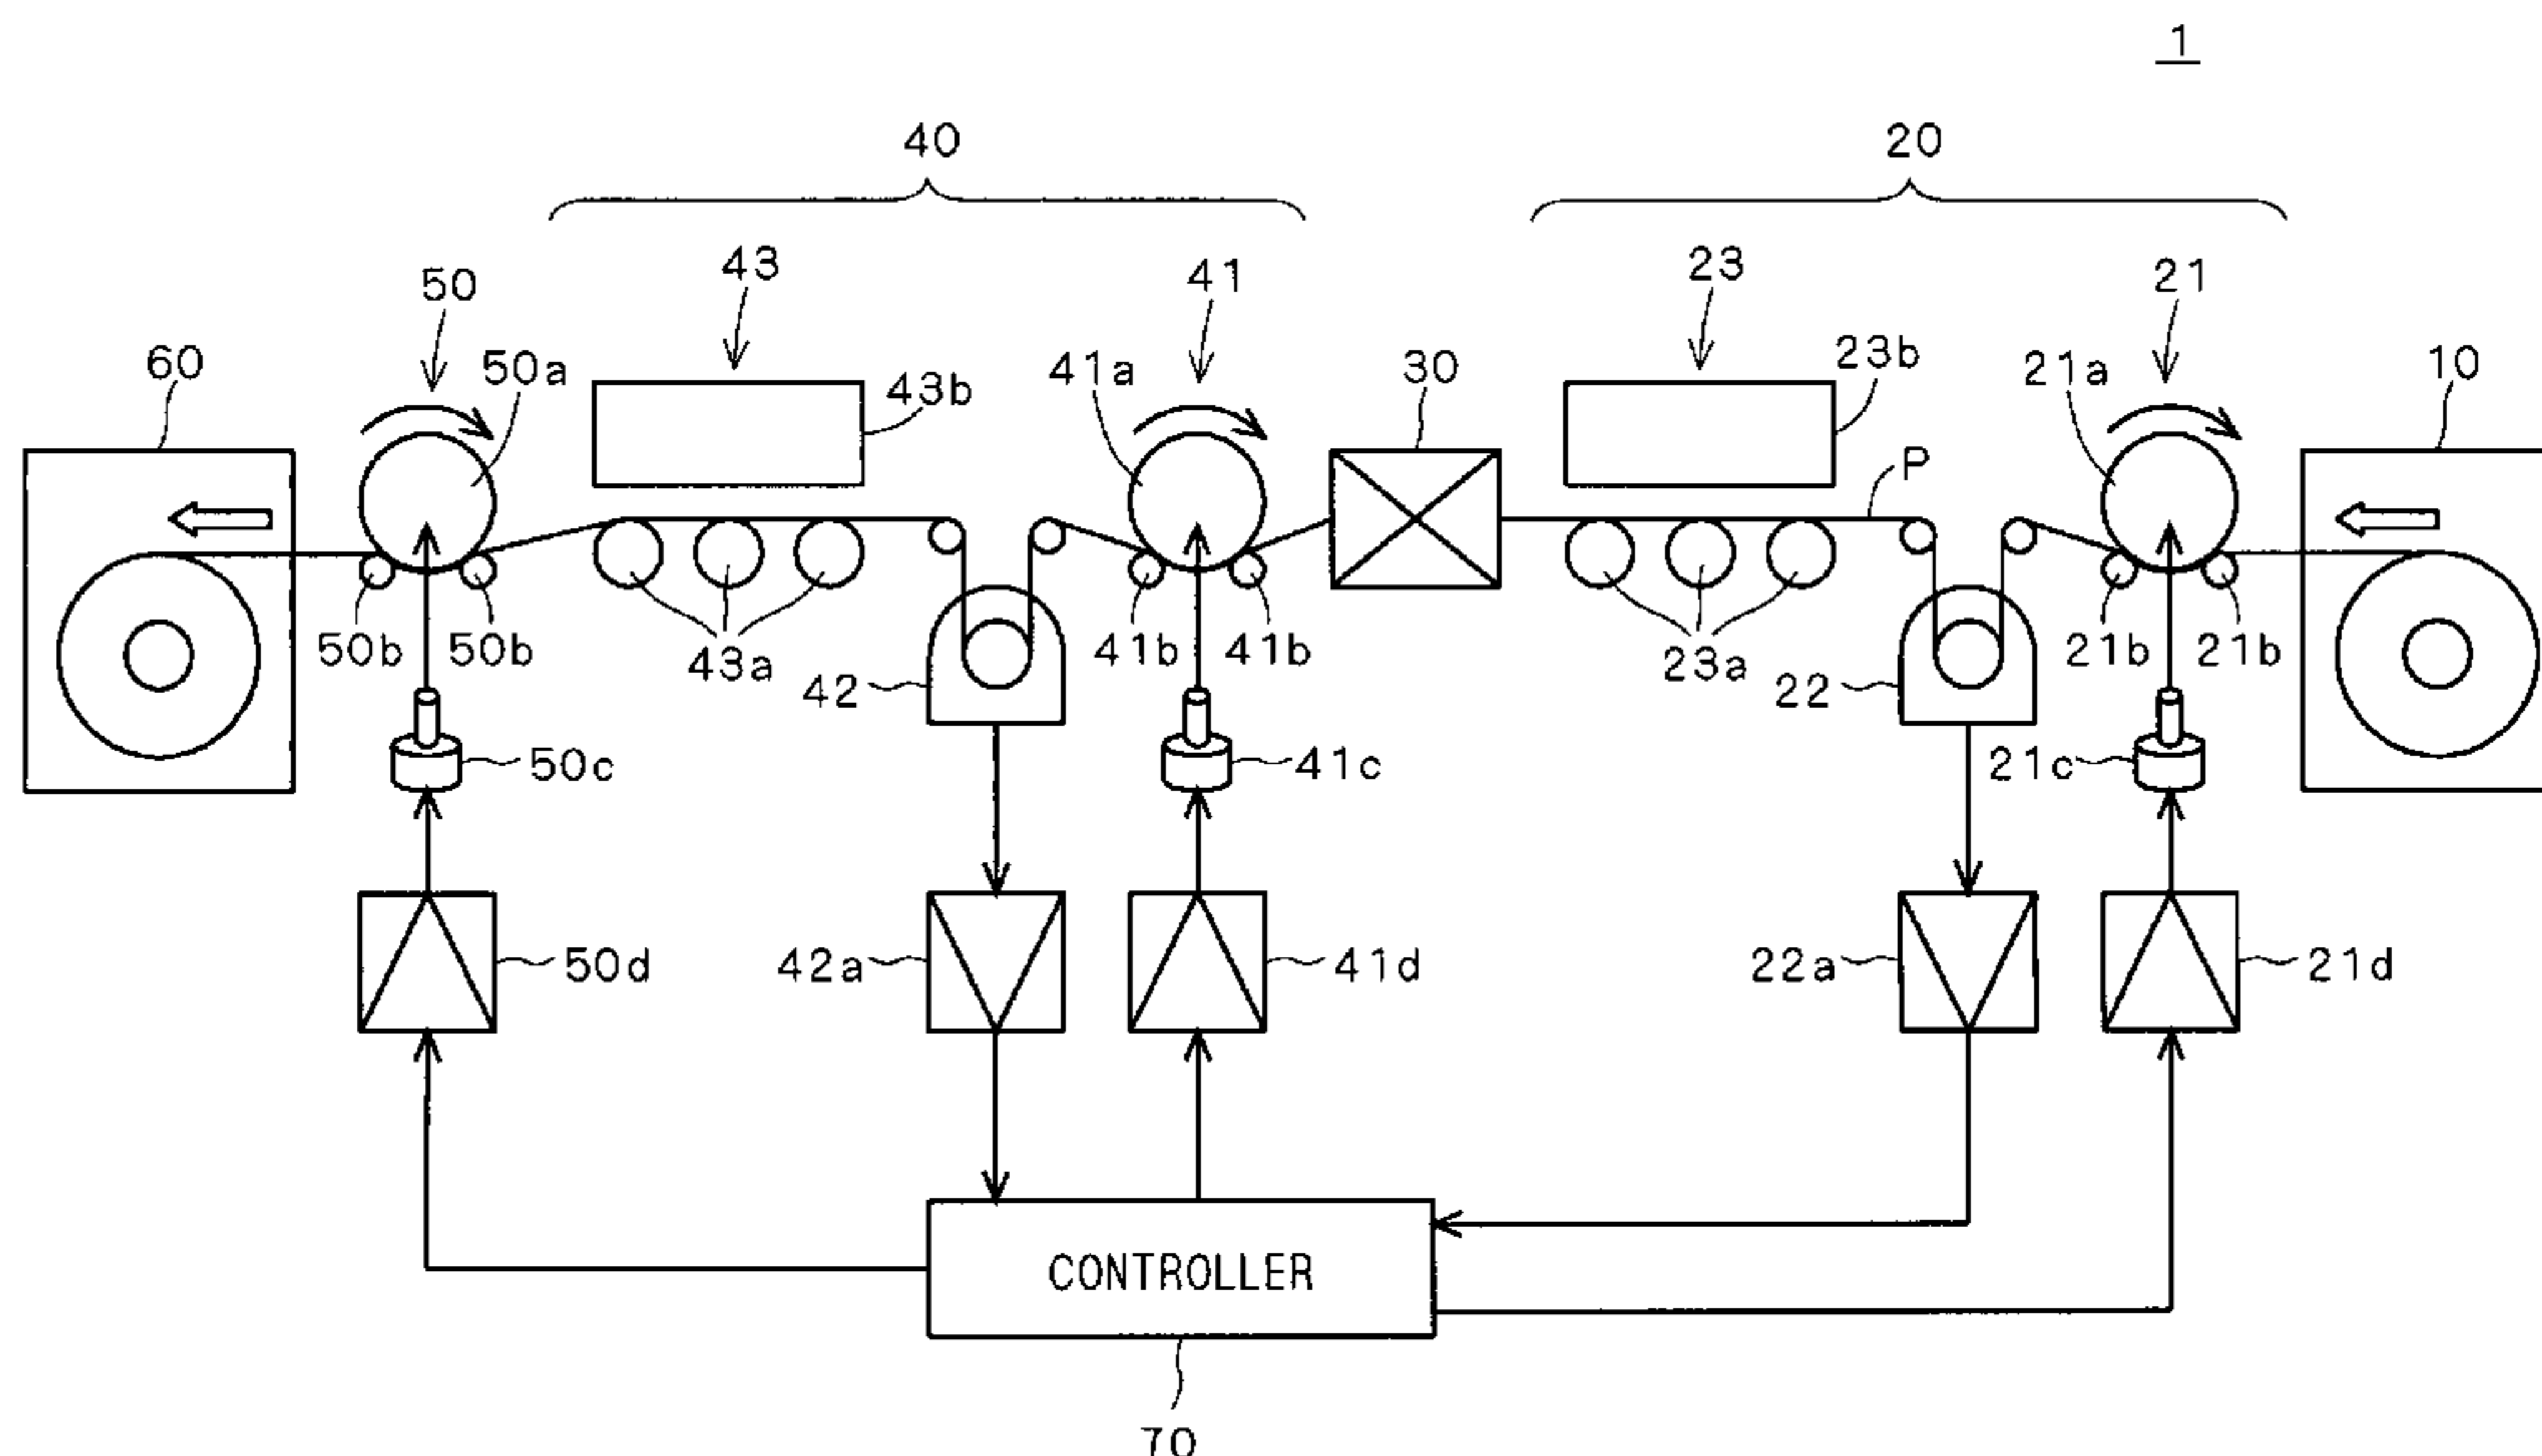 1
40 20
50 43 41 23 21
60 50a 43b 41a 30 23b 21a 10
P
50b 50b 43a 41b 41b 23a 21b 21b
42 22
50c 41c 21c
50d 42a 41d 22a 21d
CONTROLLER
70